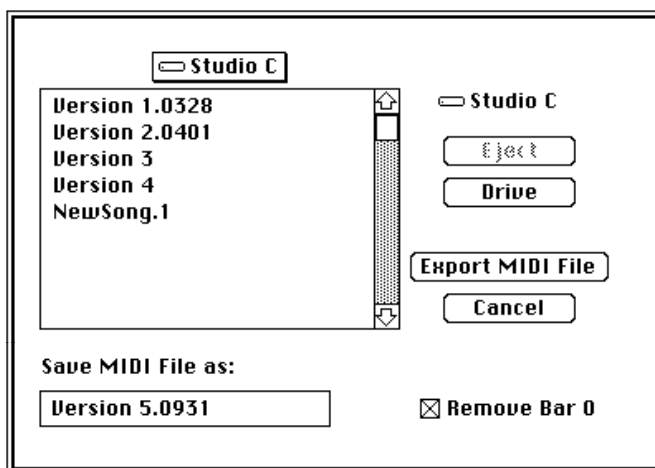 Studio C
Version 1.0328
Version 2.0401
Version 3
Version 4
NewSong.1
Studio C
Eject
Drive
Export MIDI File
Cancel
Save MIDI File as:
Version 5.0931
Remove Bar 0